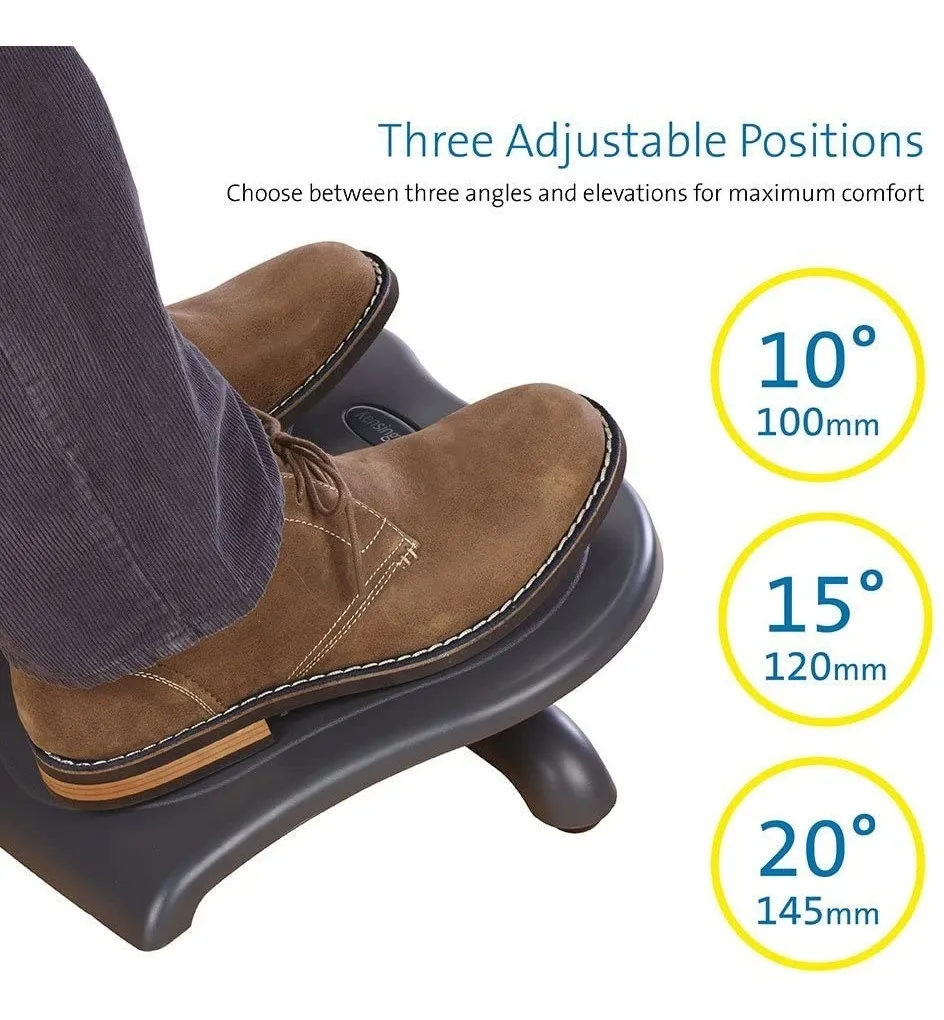 Three Adjustable Positions
Choose between three angles and elevations for maximum comfort
10°
100mm
15°
120mm
20°
145mm